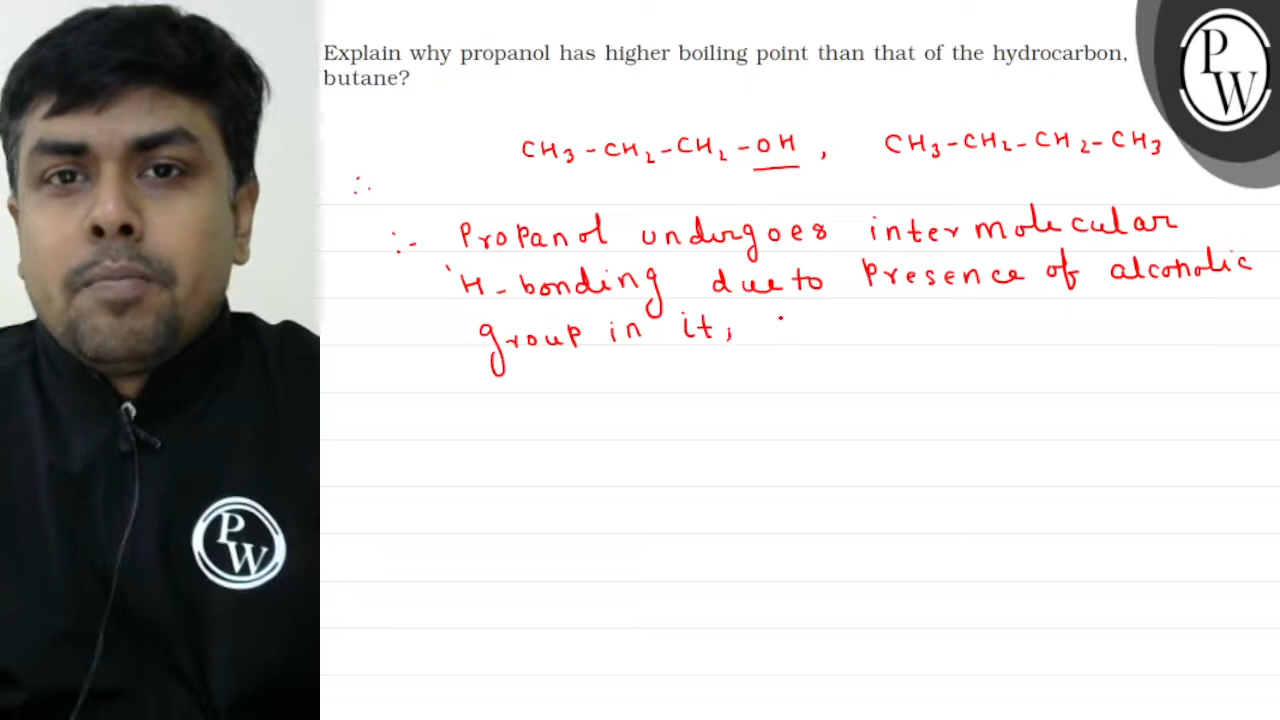 Explain why propanol has higher boiling point than that of the hydrocarbon,
butane?
CH₃-CH₂-CH₂-OH, CH₃-CH₂-CH₂-CH₃
∴
:- Propanol undergoes intermolecular
'H-bonding due to presence of alcoholic
group in it,
PW
PW